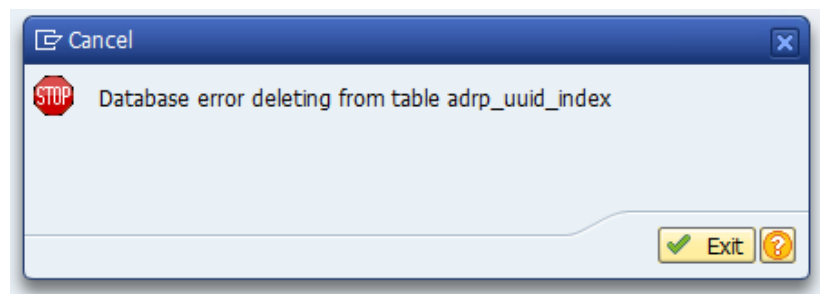 Cancel
STOP
Database error deleting from table adrp_uuid_index
Exit
?